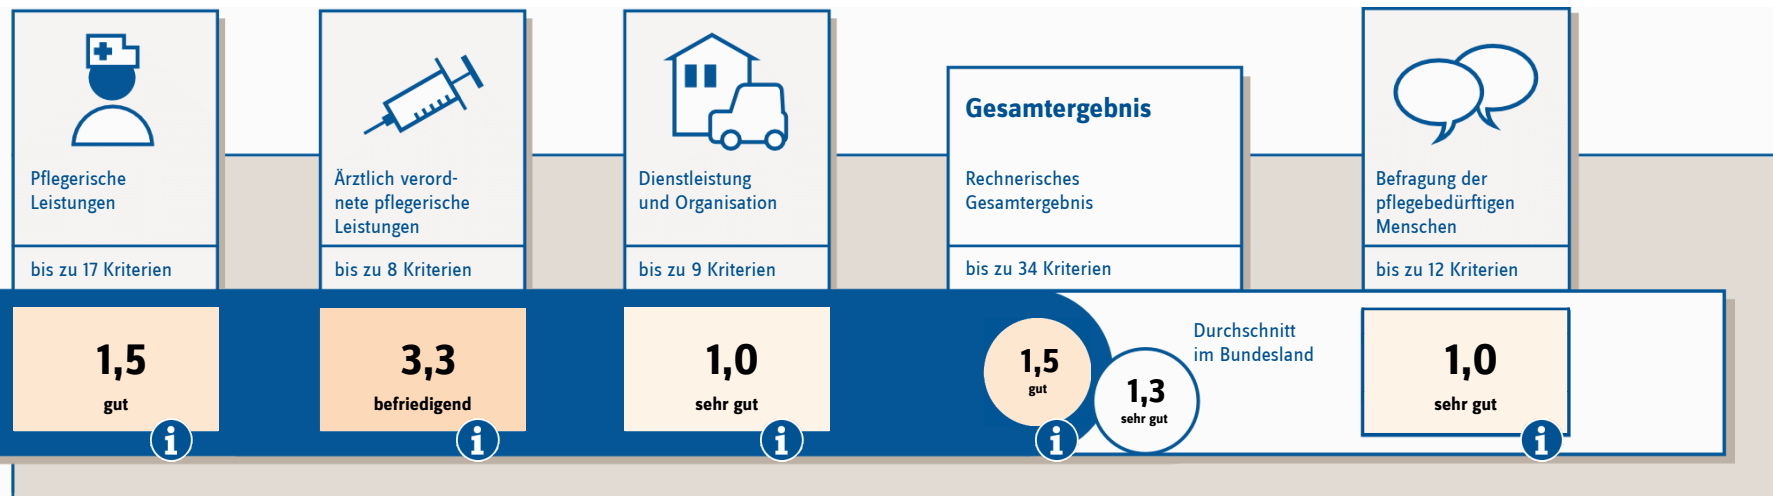 Pflegerische
Leistungen
bis zu 17 Kriterien
1,5
gut
i
Ärztlich verord-
nete pflegerische
Leistungen
bis zu 8 Kriterien
3,3
befriedigend
i
Dienstleistung
und Organisation
bis zu 9 Kriterien
1,0
sehr gut
i
Gesamtergebnis
Rechnerisches
Gesamtergebnis
bis zu 34 Kriterien
1,5
gut
i
Durchschnitt
im Bundesland
1,3
sehr gut
Befragung der
pflegebedürftigen
Menschen
bis zu 12 Kriterien
1,0
sehr gut
i